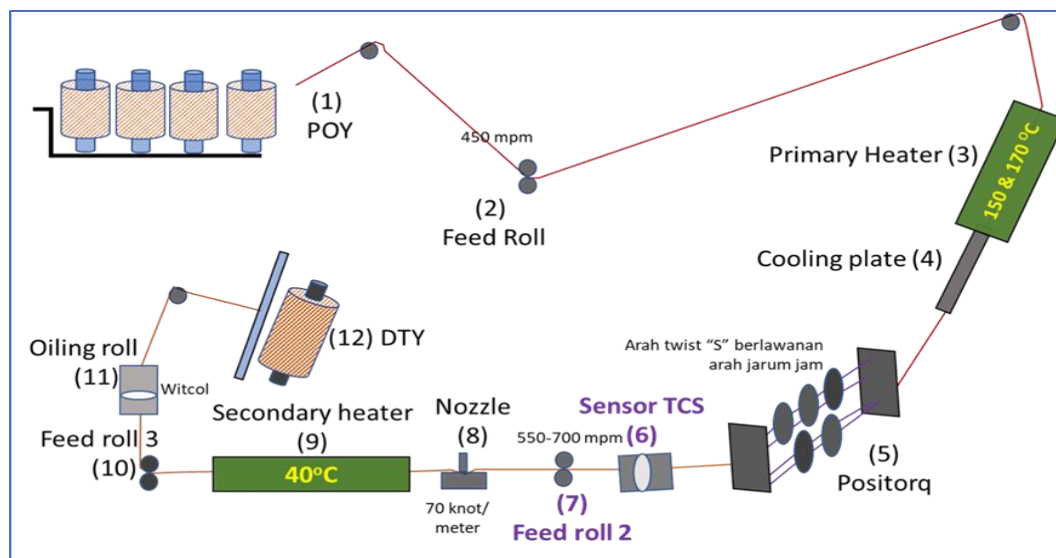 (1)
POY
450 mpm
(2)
Feed Roll
Primary Heater (3)
150 & 170°C
Cooling plate (4)
Arah twist “S” berlawanan
arah jarum jam
(5)
Positorq
Sensor TCS
(6)
550-700 mpm
(7)
Feed roll 2
Nozzle
(8)
70 knot/
meter
Secondary heater
(9)
40°C
Feed roll 3
(10)
Oiling roll
(11)
Witcol
(12) DTY